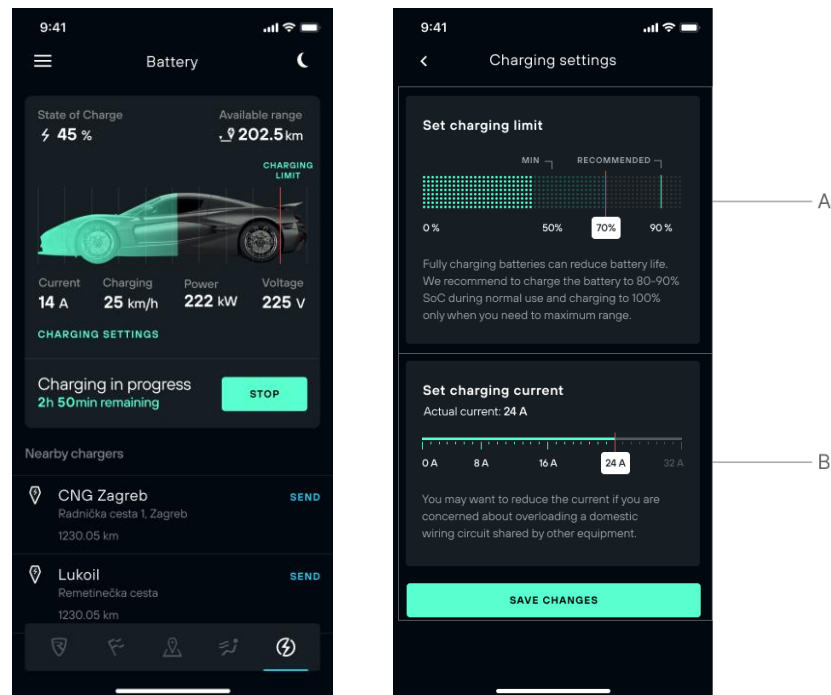 9:41
Battery
State of Charge
Available range
45 %
202.5 km
CHARGING
LIMIT
Current
Charging
Power
Voltage
14 A
25 km/h
222 kW
225 V
CHARGING SETTINGS
Charging in progress
2h 50min remaining
STOP
Nearby chargers
CNG Zagreb
SEND
Radnička cesta 1, Zagreb
1230.05 km
Lukoil
SEND
Remetinečka cesta
1230.05 km
9:41
Charging settings
Set charging limit
MIN
RECOMMENDED
0 %
50%
70%
90 %
Fully charging batteries can reduce battery life.
We recommend to charge the battery to 80-90%
SoC during normal use and charging to 100%
only when you need to maximum range.
Set charging current
Actual current: 24 A
0 A
8 A
16 A
24 A
32 A
You may want to reduce the current if you are
concerned about overloading a domestic
wiring circuit shared by other equipment.
SAVE CHANGES
A
B